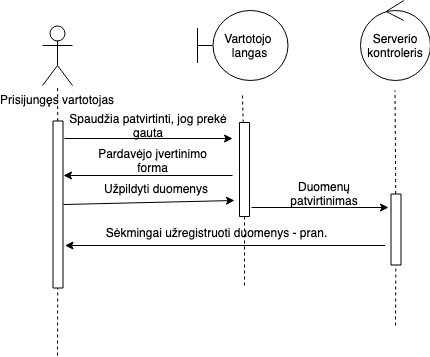 Vartotojo
langas
Serverio
kontroleris
Prisijungęs vartotojas
Spaudžia patvirtinti, jog prekė
gauta
Pardavėjo įvertinimo
forma
Užpildyti duomenys
Duomenų
patvirtinimas
Sėkmingai užregistruoti duomenys - pran.